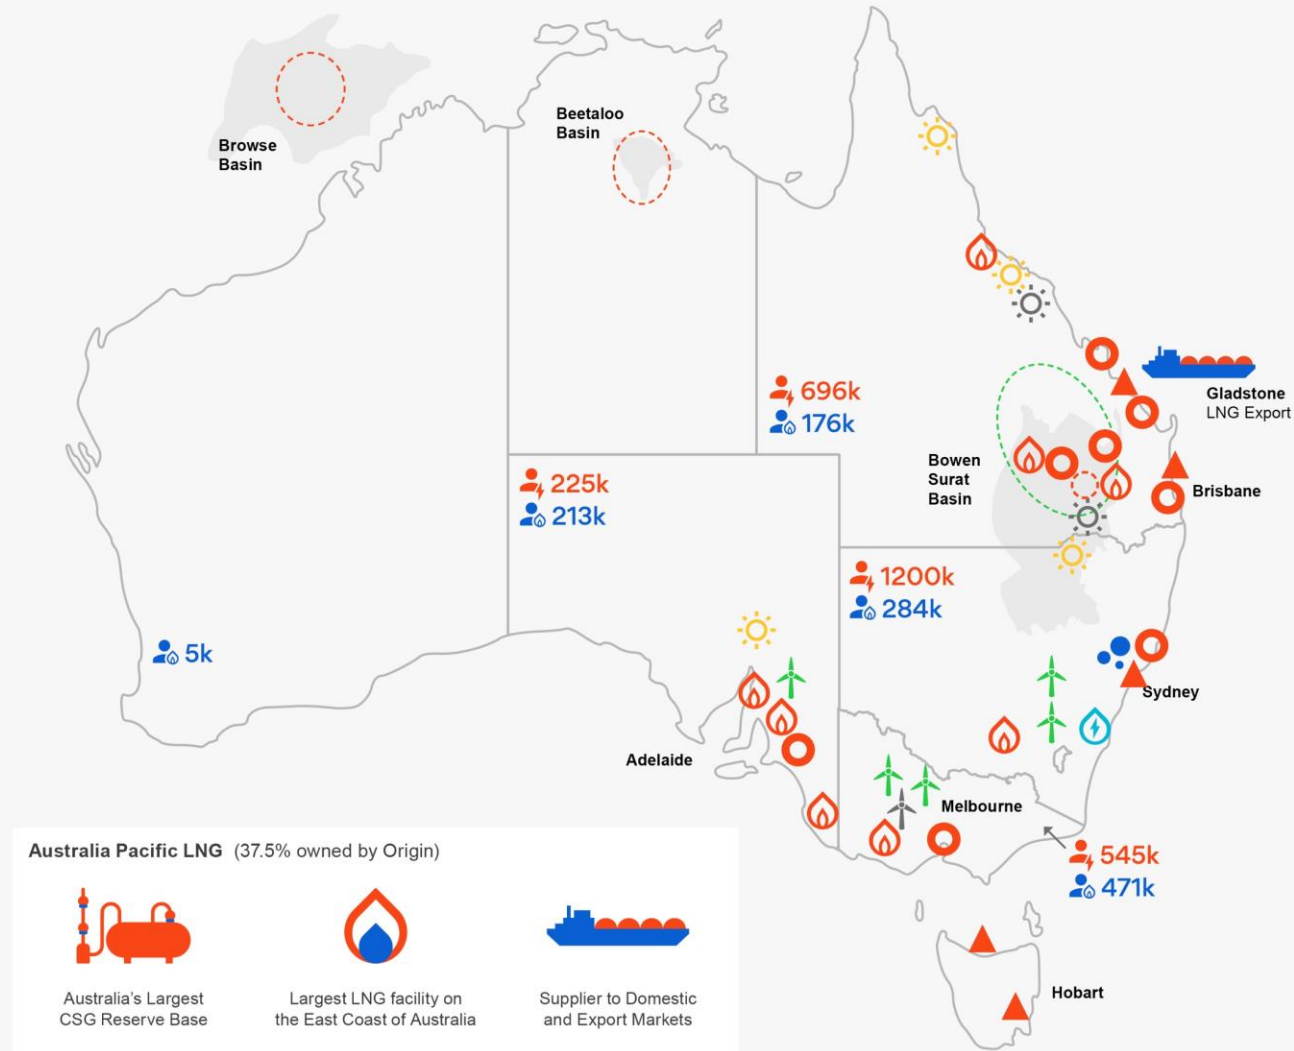 Browse
Basin
Beetaloo
Basin
696k
176k
Gladstone
LNG Export
Bowen
Surat
Basin
Brisbane
225k
213k
1200k
284k
5k
Sydney
Adelaide
Melbourne
545k
471k
Hobart
Australia Pacific LNG (37.5% owned by Origin)
Australia's Largest
CSG Reserve Base
Largest LNG facility on
the East Coast of Australia
Supplier to Domestic
and Export Markets